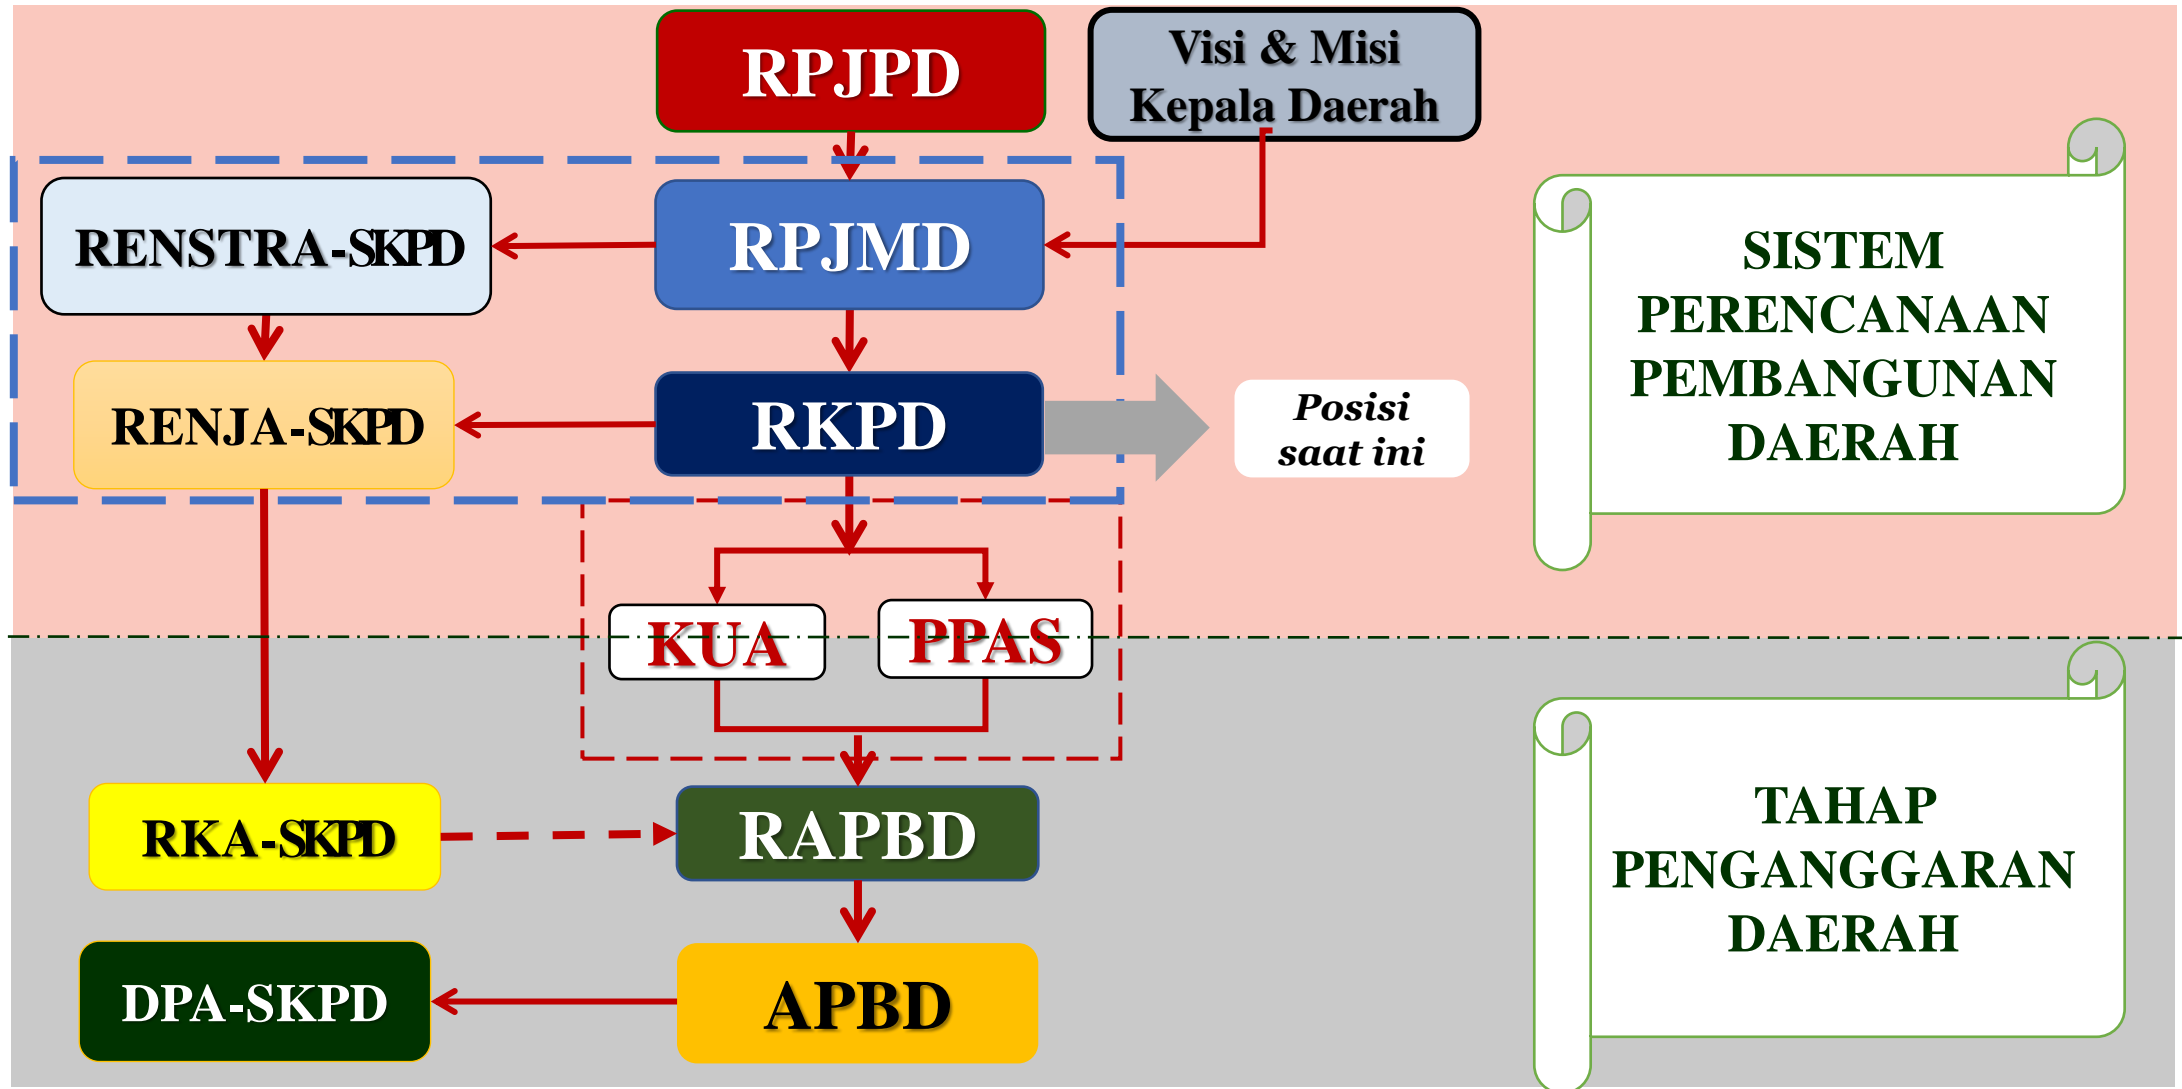 RPJPD
Visi & Misi
Kepala Daerah
RENSTRA-SKPD
RPJMD
RENJA-SKPD
RKPD
Posisi
saat ini
SISTEM
PERENCANAAN
PEMBANGUNAN
DAERAH
KUA
PPAS
RKA-SKPD
RAPBD
DPA-SKPD
APBD
TAHAP
PENGANGGARAN
DAERAH